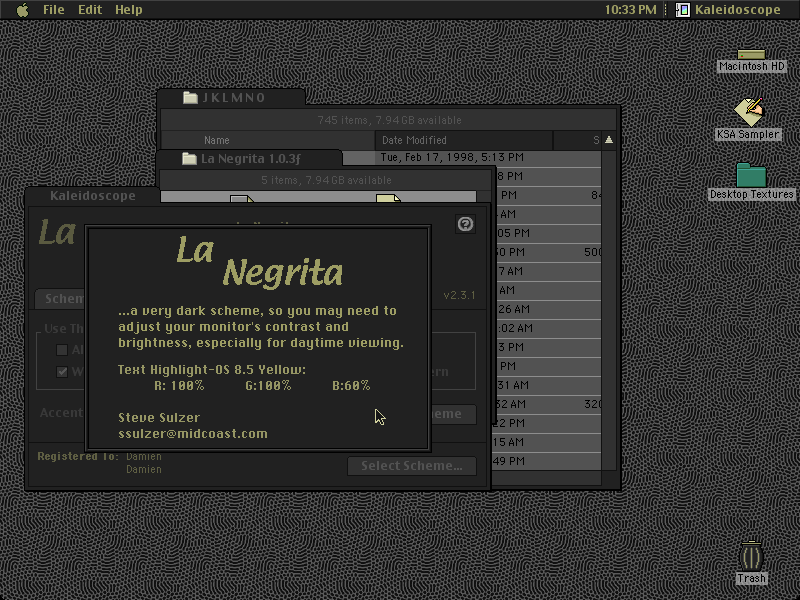 File Edit Help
10:33 PM Kaleidoscope
Macintosh HD
KSA Sampler
Desktop Textures
Trash
JKLMNO
745 items, 7.94 GB available
Name Date Modified S
La Negrita 1.0.3ƒ
Tue, Feb 17, 1998, 5:13 PM
5 items, 7.94 GB available
8 PM
PM 84
AM
05 PM
0 PM 500
7 AM
AM
26 AM
:02 AM
3 PM
PM
31 AM
32 AM 320
22 PM
15 AM
49 PM
Kaleidoscope
La
v2.3.1
Schem
Use Th
Al
W
ern
Accent
eme
Registered To: Damien
Damien
Select Scheme...
La
Negrita
...a very dark scheme, so you may need to
adjust your monitor's contrast and
brightness, especially for daytime viewing.
Text Highlight-OS 8.5 Yellow:
R: 100% G:100% B:60%
Steve Sulzer
ssulzer@midcoast.com